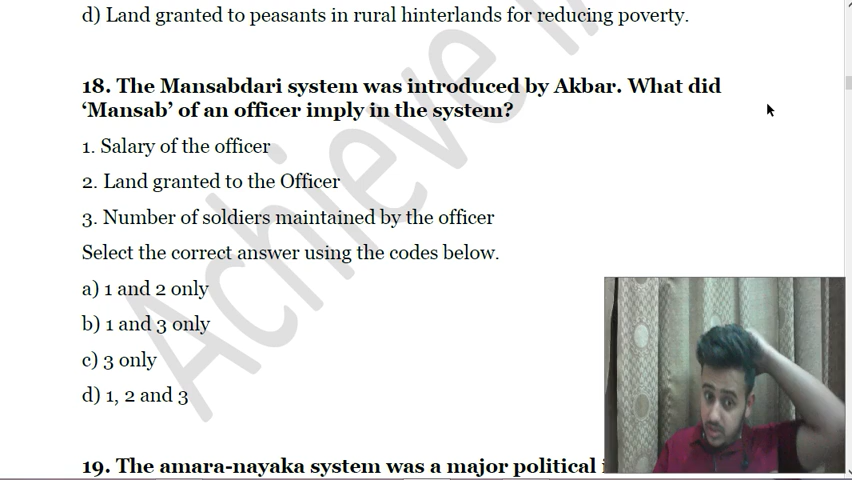 d) Land granted to peasants in rural hinterlands for reducing poverty.
18. The Mansabdari system was introduced by Akbar. What did
‘Mansab’ of an officer imply in the system?
1. Salary of the officer
2. Land granted to the Officer
3. Number of soldiers maintained by the officer
Select the correct answer using the codes below.
a) 1 and 2 only
b) 1 and 3 only
c) 3 only
d) 1, 2 and 3
19. The amara-nayaka system was a major political
Achieve